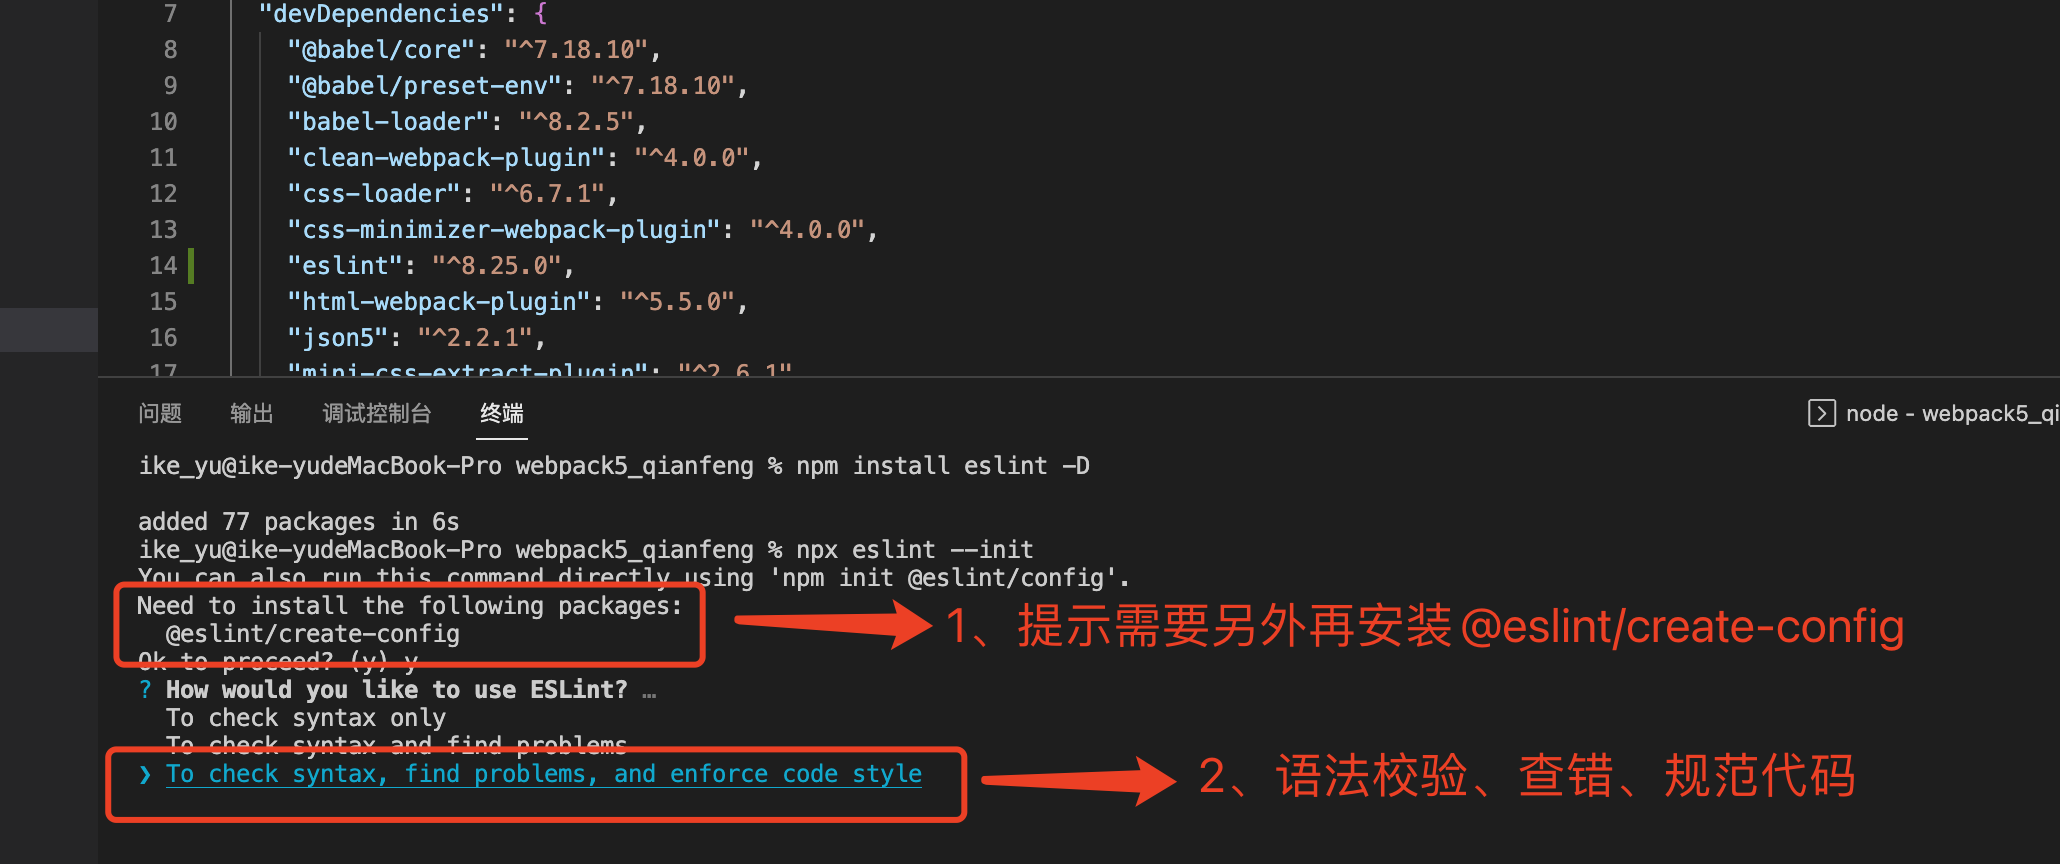 7 "devDependencies": {
8 "@babel/core": "^7.18.10",
9 "@babel/preset-env": "^7.18.10",
10 "babel-loader": "^8.2.5",
11 "clean-webpack-plugin": "^4.0.0",
12 "css-loader": "^6.7.1",
13 "css-minimizer-webpack-plugin": "^4.0.0",
14 "eslint": "^8.25.0",
15 "html-webpack-plugin": "^5.5.0",
16 "json5": "^2.2.1",
17 "mini-css-extract-plugin": "^2.6.1"
问题 输出 调试控制台 终端 node - webpack5_qi
ike_yu@ike-yudeMacBook-Pro webpack5_qianfeng % npm install eslint -D
added 77 packages in 6s
ike_yu@ike-yudeMacBook-Pro webpack5_qianfeng % npx eslint --init
You can also run this command directly using 'npm init @eslint/config'.
Need to install the following packages:
@eslint/create-config
1、提示需要另外再安装@eslint/create-config
Ok to proceed? (y) y
? How would you like to use ESLint? …
To check syntax only
To check syntax and find problems
❯ To check syntax, find problems, and enforce code style
2、语法校验、查错、规范代码